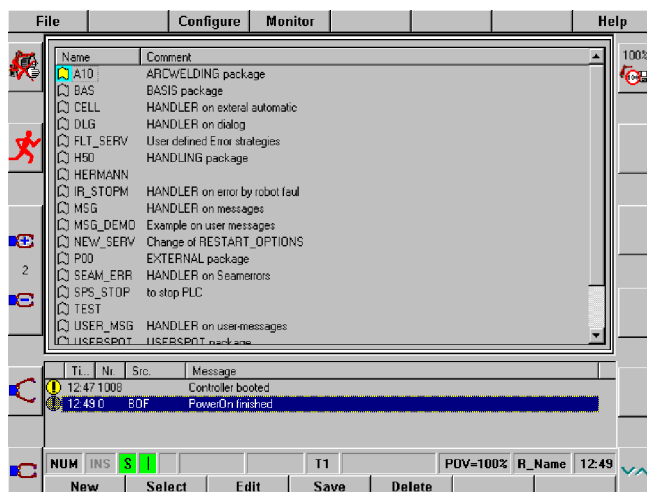 File Configure Monitor Help
Name Comment
A10 ARCWELDING package
BAS BASIS package
CELL HANDLER on exteral automatic
DLG HANDLER on dialog
FLT_SERV User defined Error strategies
H50 HANDLING package
HERMANN
IR_STOPM HANDLER on error by robot faul
MSG HANDLER on messages
MSG_DEMO Example on user messages
NEW_SERV Change of RESTART_OPTIONS
P00 EXTERNAL package
SEAM_ERR HANDLER on Seamerrors
SPS_STOP to stop PLC
TEST
USER_MSG HANDLER on user-messages
USERSPOT USERSPOT package
100%
2
Ti... Nr. Src. Message
12:47 1008 Controller booted
12:49 0 BOF PowerOn finished
NUM INS S I T1 POV=100% R_Name 12:49
New Select Edit Save Delete